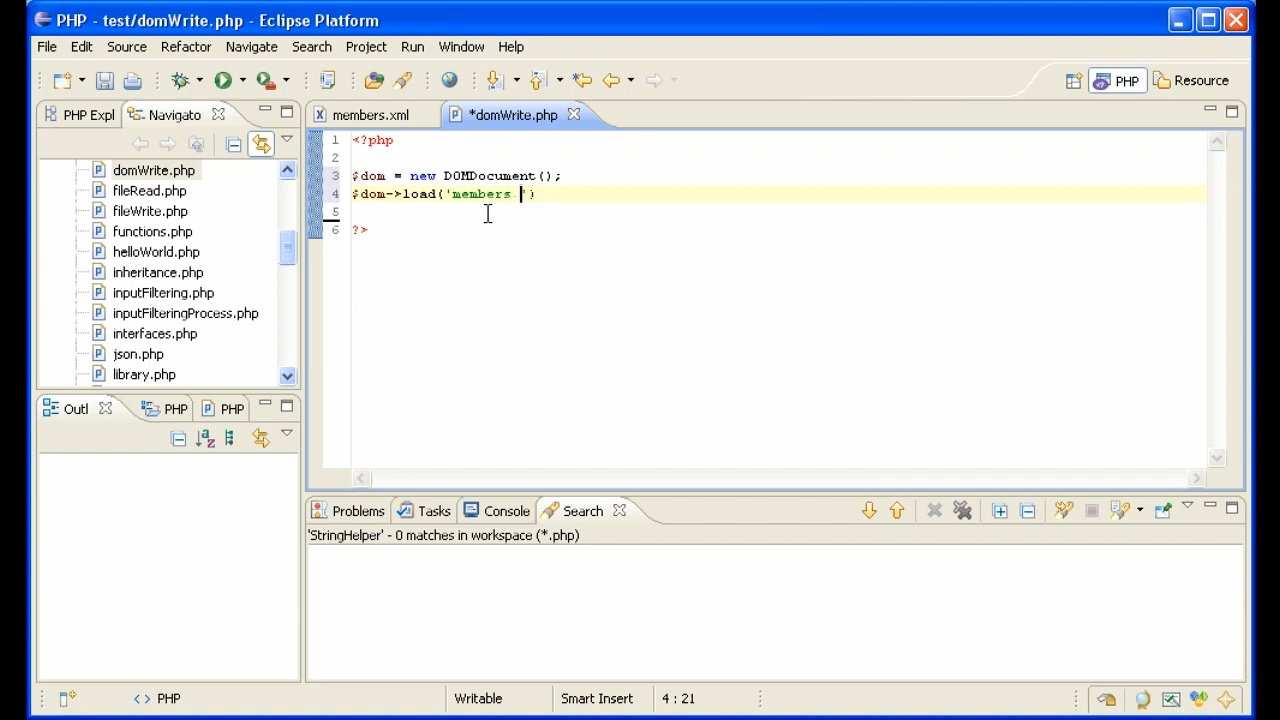 PHP - test/domWrite.php - Eclipse Platform
File Edit Source Refactor Navigate Search Project Run Window Help
PHP Resource
PHP Expl Navigato
members.xml *domWrite.php
domWrite.php
fileRead.php
fileWrite.php
functions.php
helloWorld.php
inheritance.php
inputFiltering.php
inputFilteringProcess.php
interfaces.php
json.php
library.php
1 <?php
2
3 $dom = new DOMDocument();
4 $dom->load('members.')
5
6 ?>
Outl PHP PHP
Problems Tasks Console Search
'StringHelper' - 0 matches in workspace (*.php)
<> PHP Writable Smart Insert 4 : 21